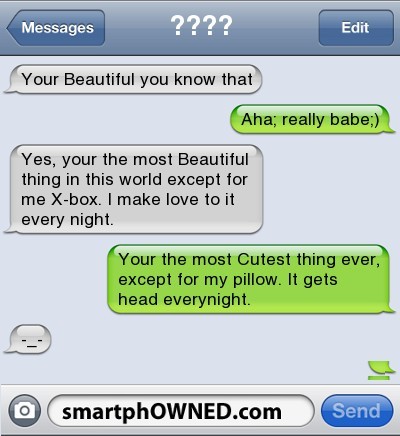 Messages
????
Edit
Your Beautiful you know that
Aha; really babe;)
Yes, your the most Beautiful
thing in this world except for
me X-box. I make love to it
every night.
Your the most Cutest thing ever,
except for my pillow. It gets
head everynight.
-_-
smartphOWNED.com
Send